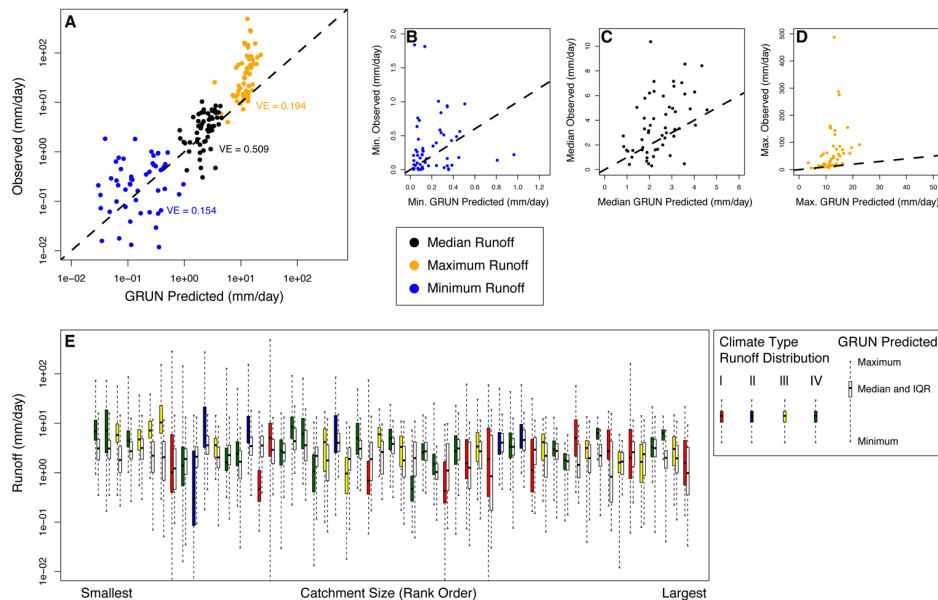 A
Observed (mm/day)
1e+02
1e+01
1e+00
1e−01
1e−02
VE = 0.194
VE = 0.509
VE = 0.154
1e−02 1e−01 1e+00 1e+01 1e+02
GRUN Predicted (mm/day)
B
Min. Observed (mm/day)
2.0
1.5
1.0
0.5
0.0
0.0 0.2 0.4 0.6 0.8 1.0 1.2
Min. GRUN Predicted (mm/day)
C
Median Observed (mm/day)
10
8
6
4
2
0
0 1 2 3 4 5 6
Median GRUN Predicted (mm/day)
D
Max. Observed (mm/day)
500
400
300
200
100
0
0 10 20 30 40 50
Max. GRUN Predicted (mm/day)
Median Runoff
Maximum Runoff
Minimum Runoff
E
Runoff (mm/day)
1e+02
1e+01
1e+00
1e−01
1e−02
Smallest Catchment Size (Rank Order) Largest
Climate Type
Runoff Distribution
I II III IV
GRUN Predicted
Maximum
Median and IQR
Minimum